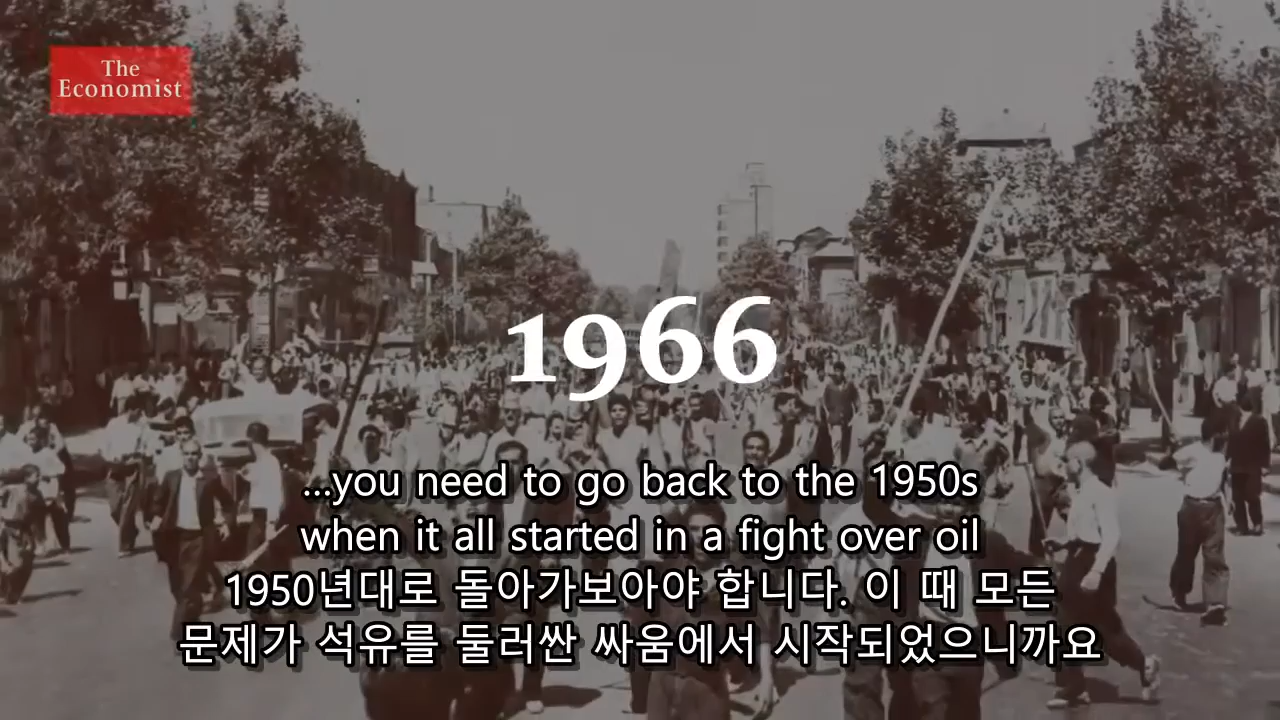 The
Economist
1966
...you need to go back to the 1950s
when it all started in a fight over oil
1950년대로 돌아가보아야 합니다. 이 때 모든
문제가 석유를 둘러싼 싸움에서 시작되었으니까요